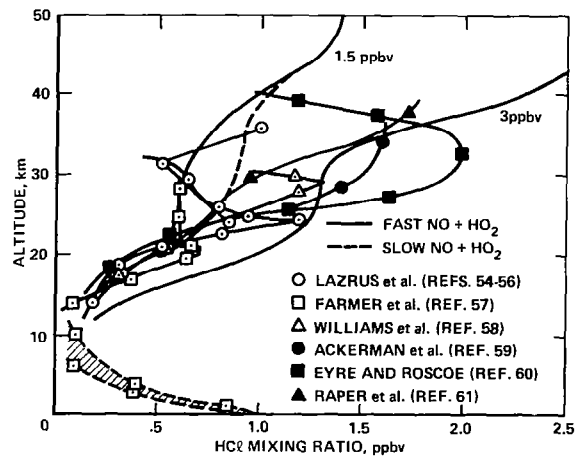 50
40
30
20
10
0
ALTITUDE, km
0
.5
1.0
1.5
2.0
2.5
HCℓ MIXING RATIO, ppbv
1.5 ppbv
3ppbv
FAST NO + HO₂
SLOW NO + HO₂
LAZRUS et al. (REFS. 54-56)
FARMER et al. (REF. 57)
WILLIAMS et al. (REF. 58)
ACKERMAN et al. (REF. 59)
EYRE AND ROSCOE (REF. 60)
RAPER et al. (REF. 61)